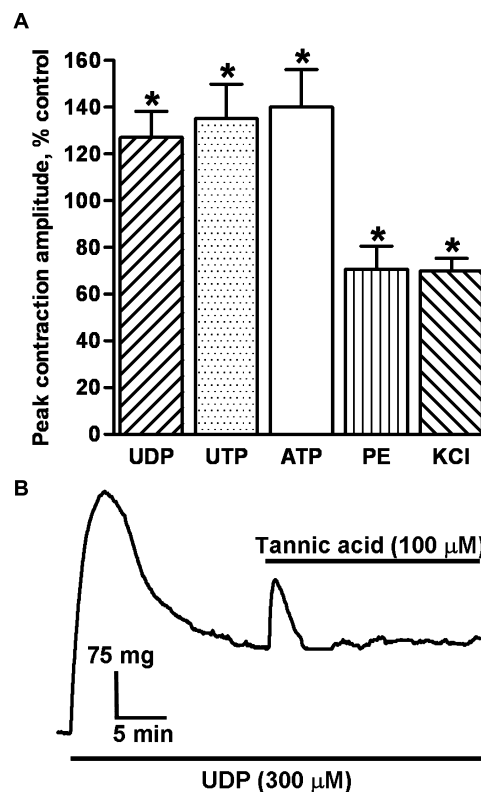 A
Peak contraction amplitude, % control
160
140
120
100
80
60
40
20
0
* * * * *
UDP UTP ATP PE KCl
B
Tannic acid (100 µM)
75 mg
5 min
UDP (300 µM)